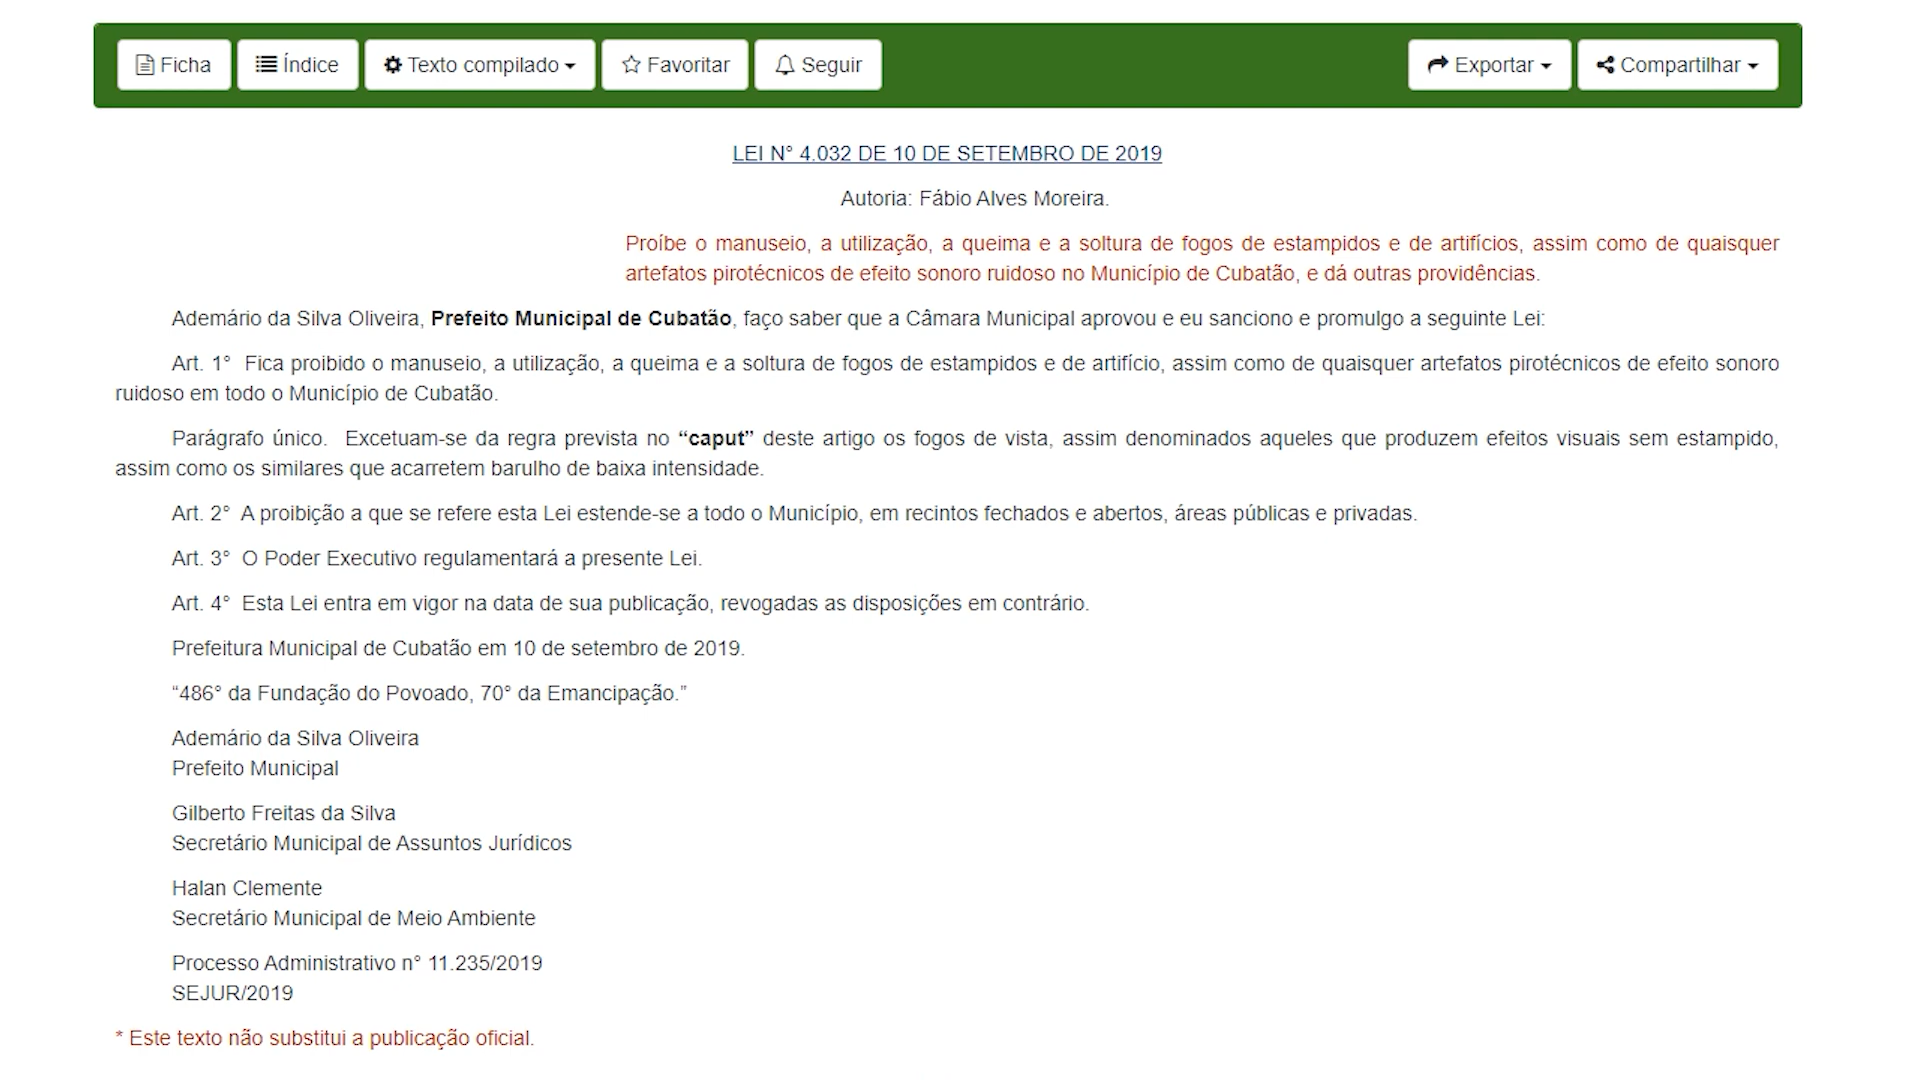 Ficha Índice Texto compilado Favoritar Seguir Exportar Compartilhar
LEI N° 4.032 DE 10 DE SETEMBRO DE 2019
Autoria: Fábio Alves Moreira.
Proíbe o manuseio, a utilização, a queima e a soltura de fogos de estampidos e de artifícios, assim como de quaisquer
artefatos pirotécnicos de efeito sonoro ruidoso no Município de Cubatão, e dá outras providências.
Ademário da Silva Oliveira, Prefeito Municipal de Cubatão, faço saber que a Câmara Municipal aprovou e eu sanciono e promulgo a seguinte Lei:
Art. 1° Fica proibido o manuseio, a utilização, a queima e a soltura de fogos de estampidos e de artifício, assim como de quaisquer artefatos pirotécnicos de efeito sonoro
ruidoso em todo o Município de Cubatão.
Parágrafo único. Excetuam-se da regra prevista no “caput” deste artigo os fogos de vista, assim denominados aqueles que produzem efeitos visuais sem estampido,
assim como os similares que acarretem barulho de baixa intensidade.
Art. 2° A proibição a que se refere esta Lei estende-se a todo o Município, em recintos fechados e abertos, áreas públicas e privadas.
Art. 3° O Poder Executivo regulamentará a presente Lei.
Art. 4° Esta Lei entra em vigor na data de sua publicação, revogadas as disposições em contrário.
Prefeitura Municipal de Cubatão em 10 de setembro de 2019.
“486° da Fundação do Povoado, 70° da Emancipação.”
Ademário da Silva Oliveira
Prefeito Municipal
Gilberto Freitas da Silva
Secretário Municipal de Assuntos Jurídicos
Halan Clemente
Secretário Municipal de Meio Ambiente
Processo Administrativo n° 11.235/2019
SEJUR/2019
* Este texto não substitui a publicação oficial.